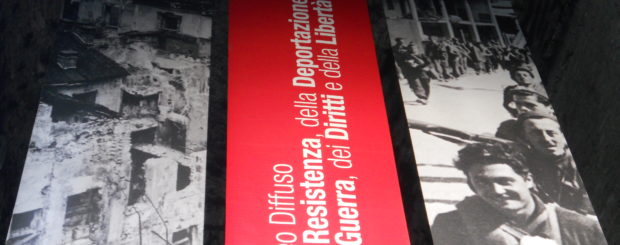 Diffuso
Resistenza, della Deportazione
Guerra, dei Diritti e della Libertà